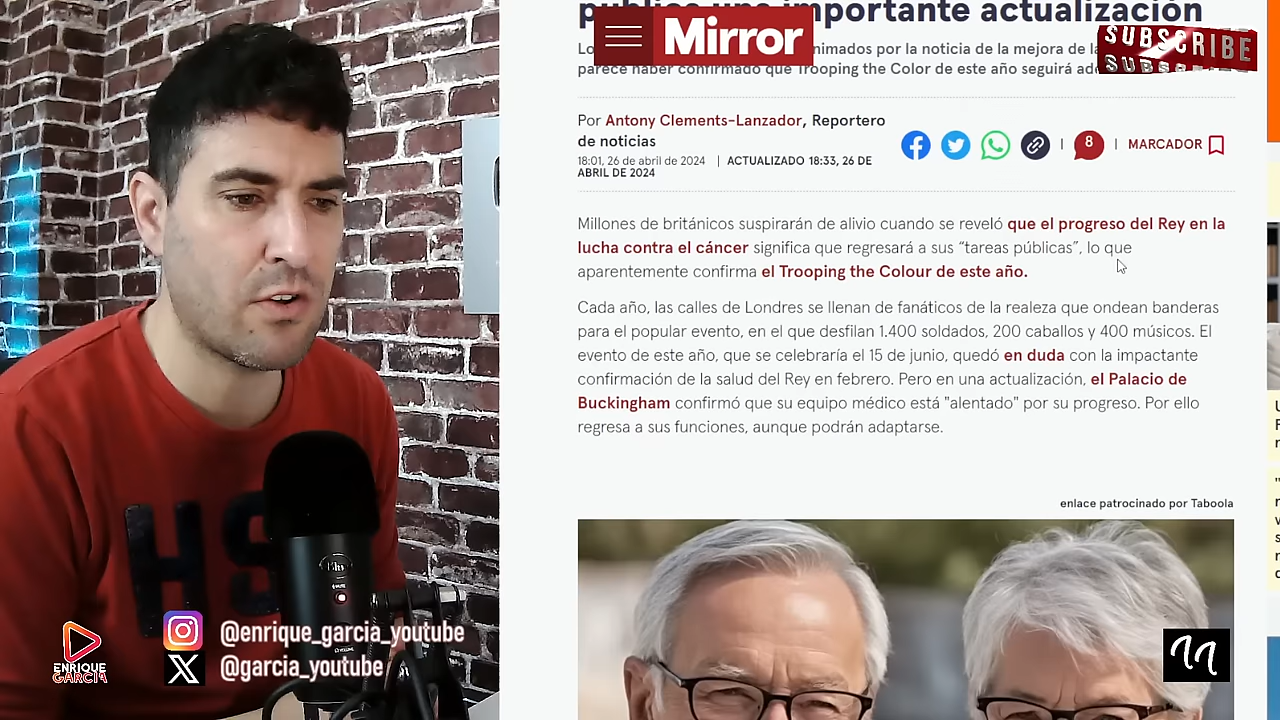 publica una importante actualización
Mirror
SUBSCRIBE
nimados por la noticia de la mejora de la
parece haber confirmado que Trooping the Color de este año seguirá ade
Por Antony Clements-Lanzador, Reportero
de noticias
18:01, 26 de abril de 2024 | ACTUALIZADO 18:33, 26 DE
ABRIL DE 2024
8
MARCADOR
Millones de británicos suspirarán de alivio cuando se reveló que el progreso del Rey en la
lucha contra el cáncer significa que regresará a sus “tareas públicas”, lo que
aparentemente confirma el Trooping the Colour de este año.
Cada año, las calles de Londres se llenan de fanáticos de la realeza que ondean banderas
para el popular evento, en el que desfilan 1.400 soldados, 200 caballos y 400 músicos. El
evento de este año, que se celebraría el 15 de junio, quedó en duda con la impactante
confirmación de la salud del Rey en febrero. Pero en una actualización, el Palacio de
Buckingham confirmó que su equipo médico está "alentado" por su progreso. Por ello
regresa a sus funciones, aunque podrán adaptarse.
enlace patrocinado por Taboola
HS
blue
@enrique_garcia_youtube
@garcia_youtube
ENRIQUE
GARCIA